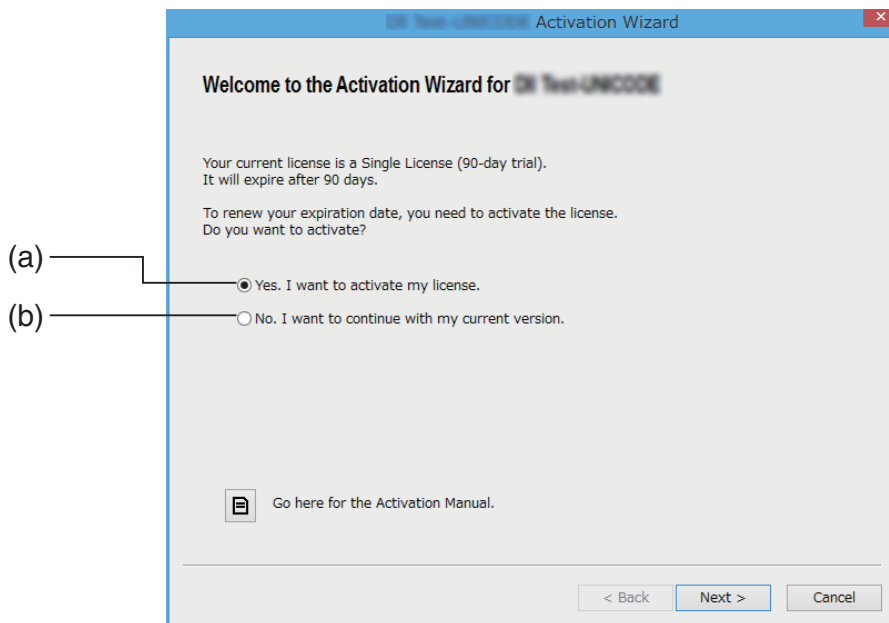 Activation Wizard
Welcome to the Activation Wizard for
Your current license is a Single License (90-day trial).
It will expire after 90 days.
To renew your expiration date, you need to activate the license.
Do you want to activate?
(a)
Yes. I want to activate my license.
(b)
No. I want to continue with my current version.
Go here for the Activation Manual.
< Back
Next >
Cancel